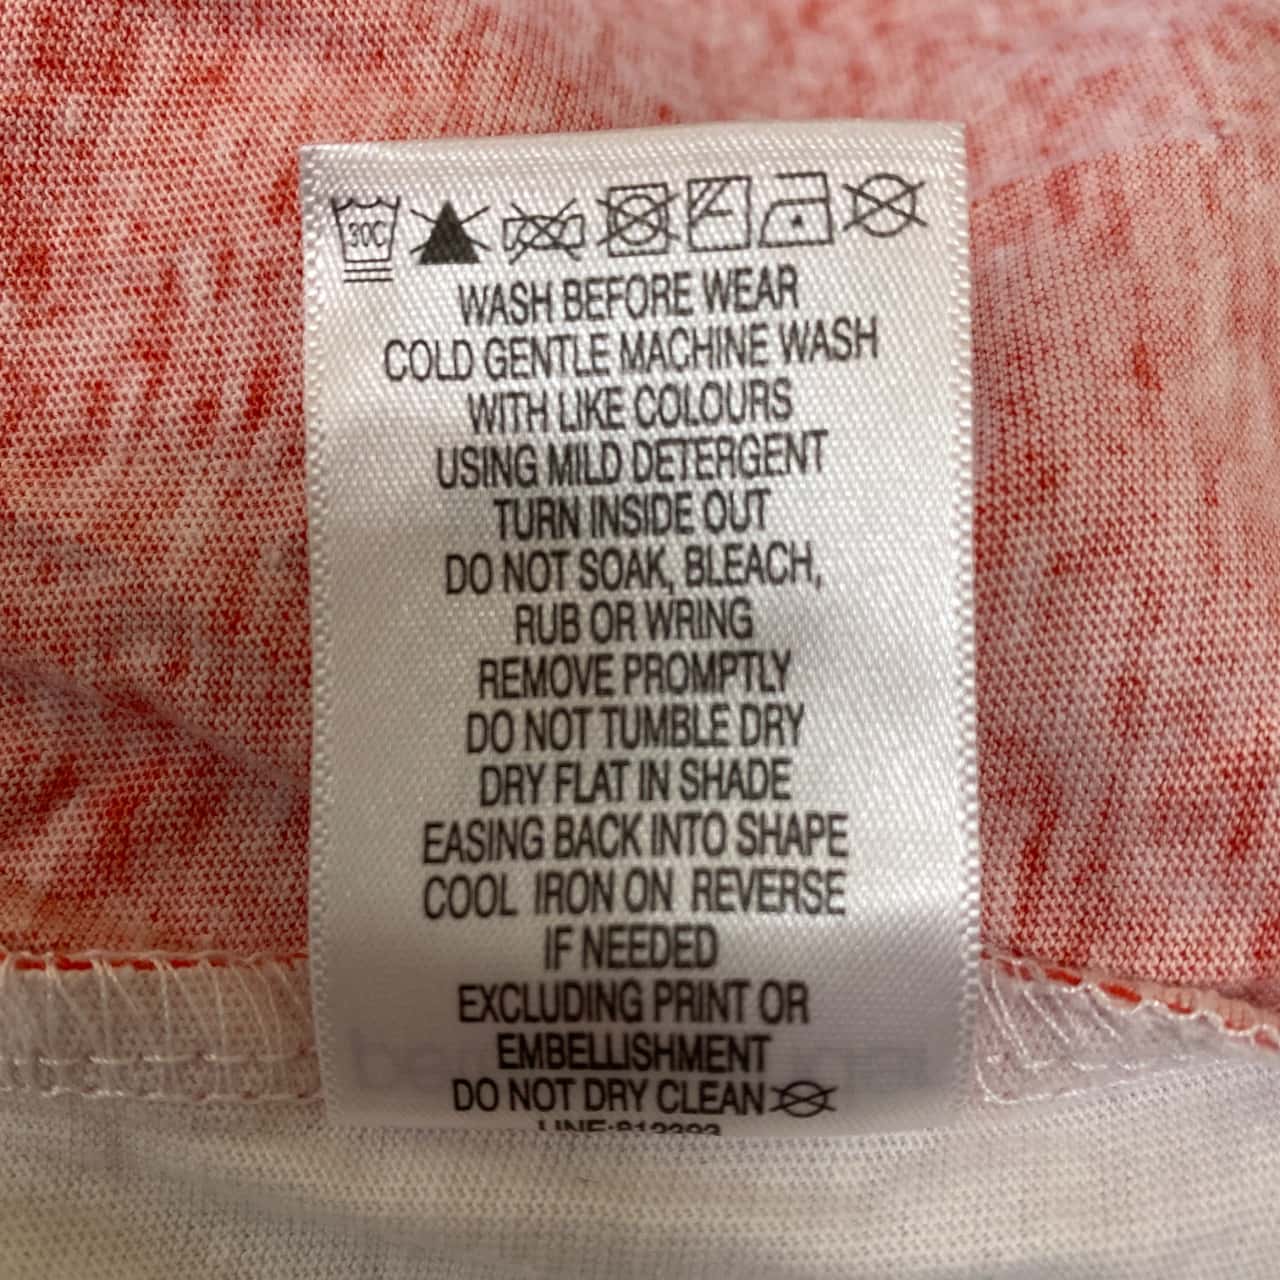 30C
WASH BEFORE WEAR
COLD GENTLE MACHINE WASH
WITH LIKE COLOURS
USING MILD DETERGENT
TURN INSIDE OUT
DO NOT SOAK, BLEACH,
RUB OR WRING
REMOVE PROMPTLY
DO NOT TUMBLE DRY
DRY FLAT IN SHADE
EASING BACK INTO SHAPE
COOL IRON ON REVERSE
IF NEEDED
EXCLUDING PRINT OR
EMBELLISHMENT
DO NOT DRY CLEAN